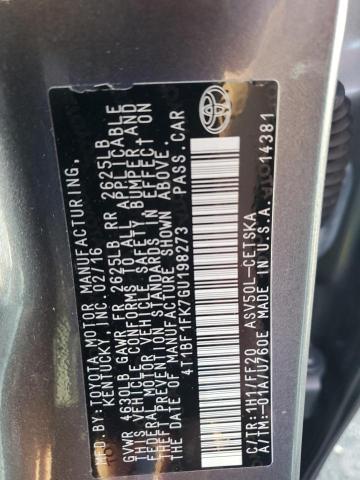 MFD.BY:TOYOTA MOTOR MANUFACTURING,
KENTUCKY, INC. 02/16
GVWR 4630LB GAWR FR 2625LB RR 2625LB
THIS VEHICLE CONFORMS TO ALL APPLICABLE
FEDERAL MOTOR VEHICLE SAFETY, BUMPER, AND
THEFT PREVENTION STANDARDS IN EFFECT ON
THE DATE OF MANUFACTURE SHOWN ABOVE.
4T1BF1FK7GU198273 PASS. CAR
C/TR:1H1/FF20 ASV50L-CETSKA
A/TM:-01A/U760E MADE IN U.S.A. 14381